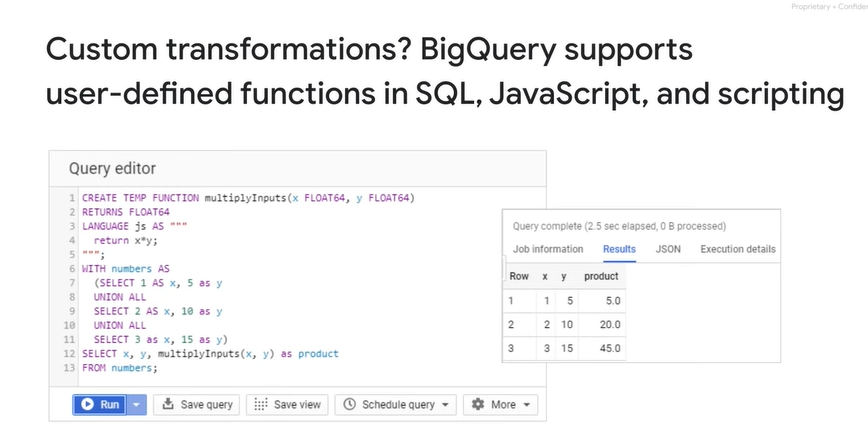 Proprietary + Confiden
Custom transformations? BigQuery supports
user-defined functions in SQL, JavaScript, and scripting
Query editor
1 CREATE TEMP FUNCTION multiplyInputs(x FLOAT64, y FLOAT64)
2 RETURNS FLOAT64
3 LANGUAGE js AS """
4 return x*y;
5 """;
6 WITH numbers AS
7 (SELECT 1 AS x, 5 as y
8 UNION ALL
9 SELECT 2 AS x, 10 as y
10 UNION ALL
11 SELECT 3 as x, 15 as y)
12 SELECT x, y, multiplyInputs(x, y) as product
13 FROM numbers;
Run Save query Save view Schedule query More
Query complete (2.5 sec elapsed, 0 B processed)
Job information Results JSON Execution details
Row x y product
1 1 5 5.0
2 2 10 20.0
3 3 15 45.0